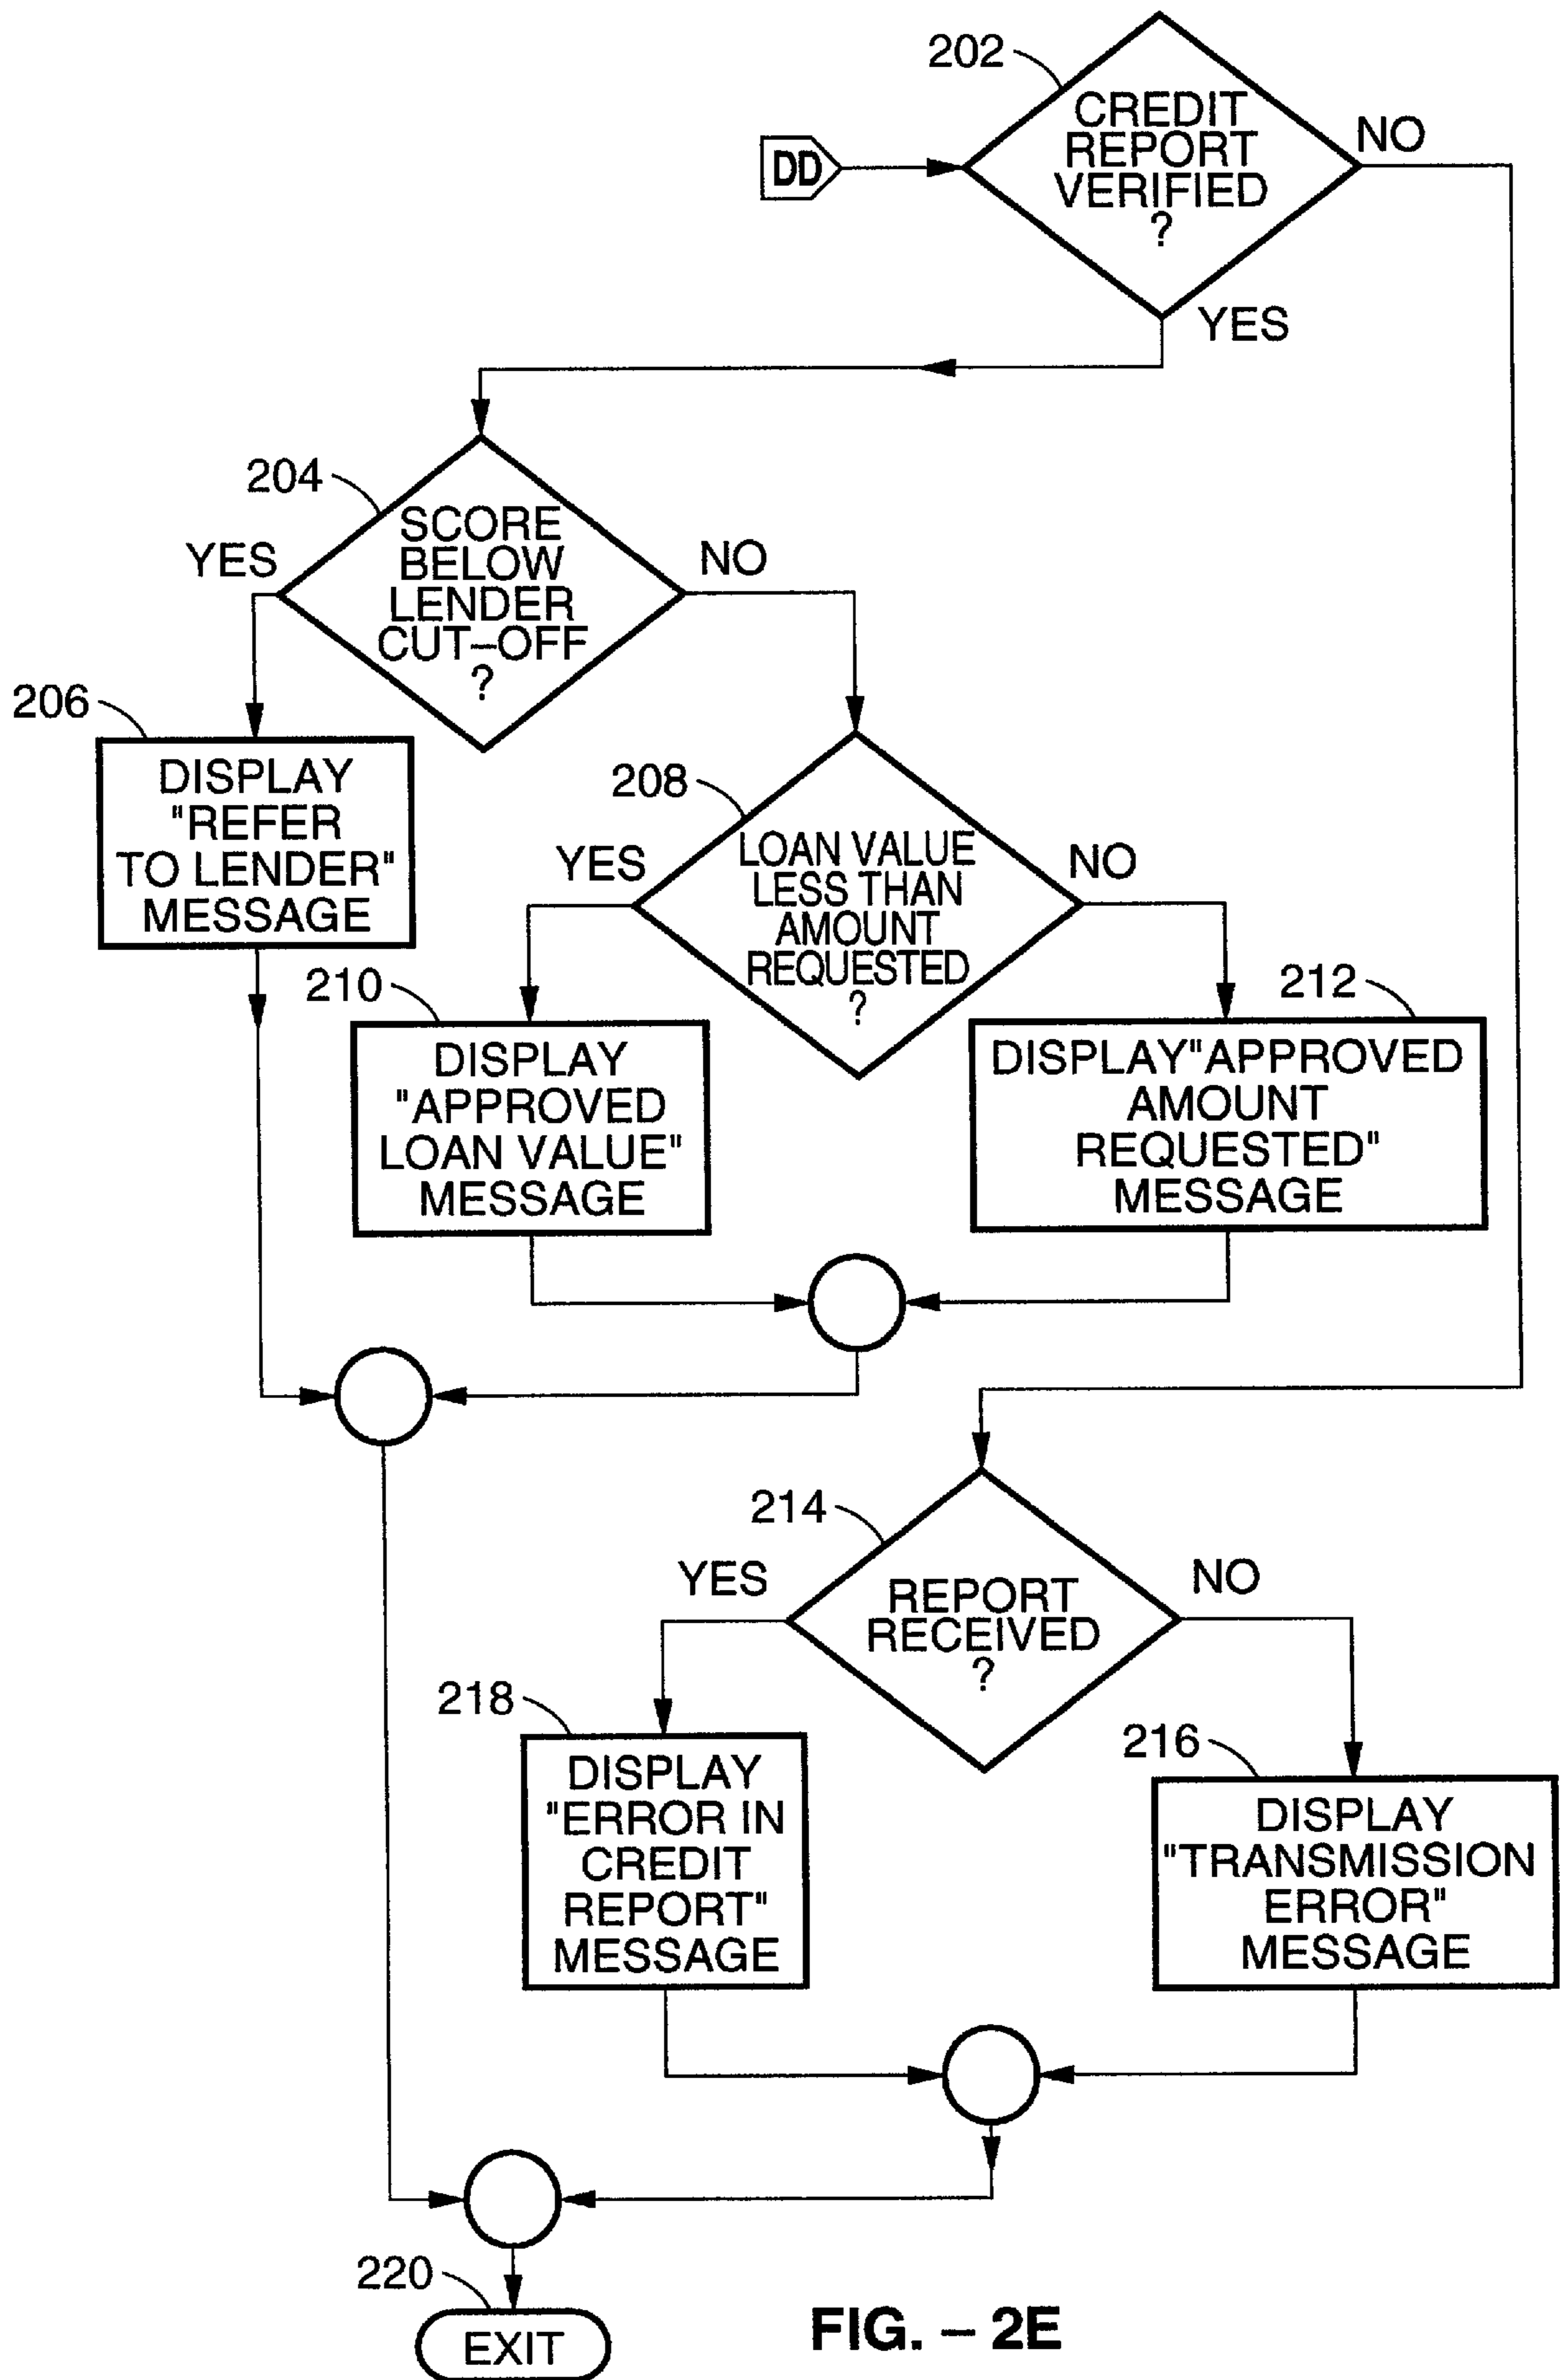 202
CREDIT
REPORT
VERIFIED
?
NO
DD
YES
204
SCORE
BELOW
LENDER
CUT–OFF
?
YES
NO
206
DISPLAY
"REFER
TO LENDER"
MESSAGE
208
LOAN VALUE
LESS THAN
AMOUNT
REQUESTED
?
YES
NO
210
DISPLAY
"APPROVED
LOAN VALUE"
MESSAGE
212
DISPLAY"APPROVED
AMOUNT
REQUESTED"
MESSAGE
214
REPORT
RECEIVED
?
YES
NO
218
DISPLAY
"ERROR IN
CREDIT
REPORT"
MESSAGE
216
DISPLAY
"TRANSMISSION
ERROR"
MESSAGE
220
EXIT
FIG. – 2E